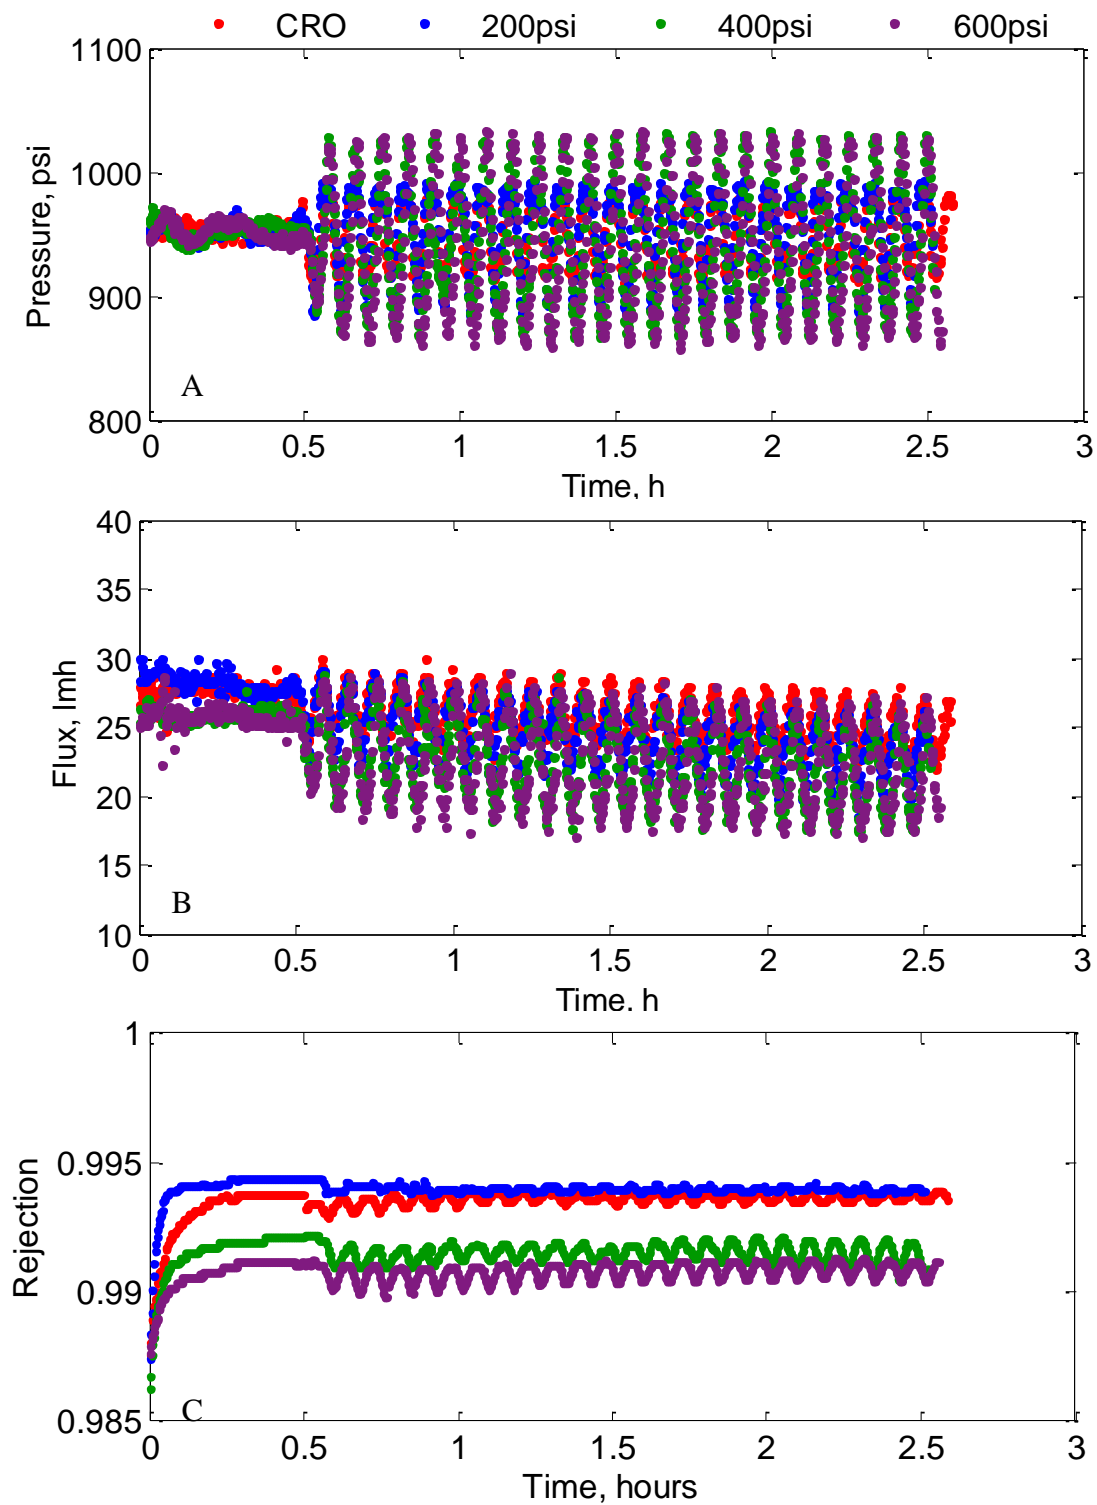 CRO 200psi 400psi 600psi
1100
1000
900
800
Pressure, psi
A
0 0.5 1 1.5 2 2.5 3
Time, h
40
35
30
25
20
15
10
Flux, lmh
B
0 0.5 1 1.5 2 2.5 3
Time. h
1
0.995
0.99
0.985
Rejection
C
0 0.5 1 1.5 2 2.5 3
Time, hours